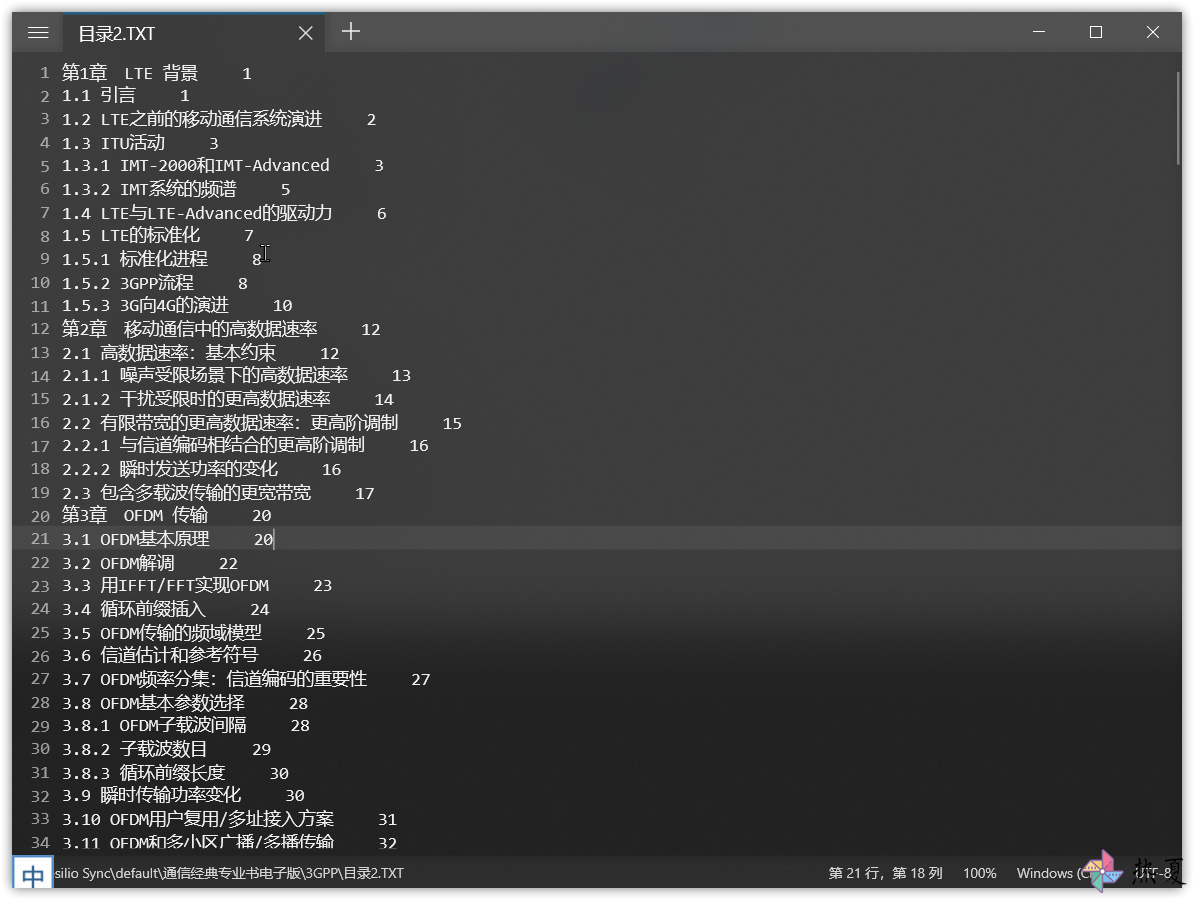 目录2.TXT
1 第1章 LTE 背景 1
2 1.1 引言 1
3 1.2 LTE之前的移动通信系统演进 2
4 1.3 ITU活动 3
5 1.3.1 IMT-2000和IMT-Advanced 3
6 1.3.2 IMT系统的频谱 5
7 1.4 LTE与LTE-Advanced的驱动力 6
8 1.5 LTE的标准化 7
9 1.5.1 标准化进程 8
10 1.5.2 3GPP流程 8
11 1.5.3 3G向4G的演进 10
12 第2章 移动通信中的高数据速率 12
13 2.1 高数据速率：基本约束 12
14 2.1.1 噪声受限场景下的高数据速率 13
15 2.1.2 干扰受限时的更高数据速率 14
16 2.2 有限带宽的更高数据速率：更高阶调制 15
17 2.2.1 与信道编码相结合的更高阶调制 16
18 2.2.2 瞬时发送功率的变化 16
19 2.3 包含多载波传输的更宽带宽 17
20 第3章 OFDM 传输 20
21 3.1 OFDM基本原理 20
22 3.2 OFDM解调 22
23 3.3 用IFFT/FFT实现OFDM 23
24 3.4 循环前缀插入 24
25 3.5 OFDM传输的频域模型 25
26 3.6 信道估计和参考符号 26
27 3.7 OFDM频率分集：信道编码的重要性 27
28 3.8 OFDM基本参数选择 28
29 3.8.1 OFDM子载波间隔 28
30 3.8.2 子载波数目 29
31 3.8.3 循环前缀长度 30
32 3.9 瞬时传输功率变化 30
33 3.10 OFDM用户复用/多址接入方案 31
34 3.11 OFDM和多小区广播/多播传输 32
中 silio Sync\default\通信经典专业书电子版\3GPP\目录2.TXT 第 21 行，第 18 列 100% Windows (C UTF-8
热夏